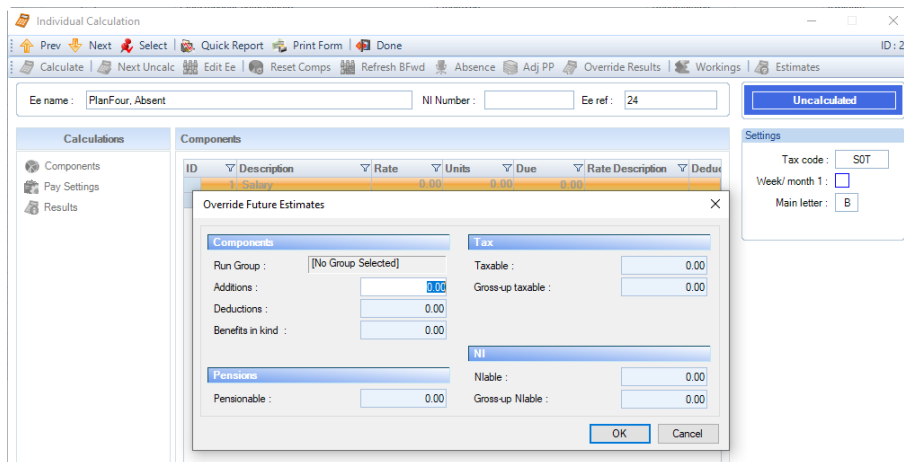 Individual Calculation
Prev Next Select Quick Report Print Form Done ID : 2
Calculate Next Uncalc Edit Ee Reset Comps Refresh BFwd Absence Adj PP Override Results Workings Estimates
Ee name : PlanFour, Absent NI Number : Ee ref : 24 Uncalculated
Calculations Components Settings
Components
Pay Settings
Results
ID Description Rate Units Due Rate Description Deduc
1 Salary 0.00 0.00 0.00
Tax code : S0T
Week/ month 1 :
Main letter : B
Override Future Estimates
Components Tax
Run Group : [No Group Selected] Taxable : 0.00
Additions : 0.00 Gross-up taxable : 0.00
Deductions : 0.00
Benefits in kind : 0.00
NI
Pensions NIable : 0.00
Pensionable : 0.00 Gross-up NIable : 0.00
OK Cancel